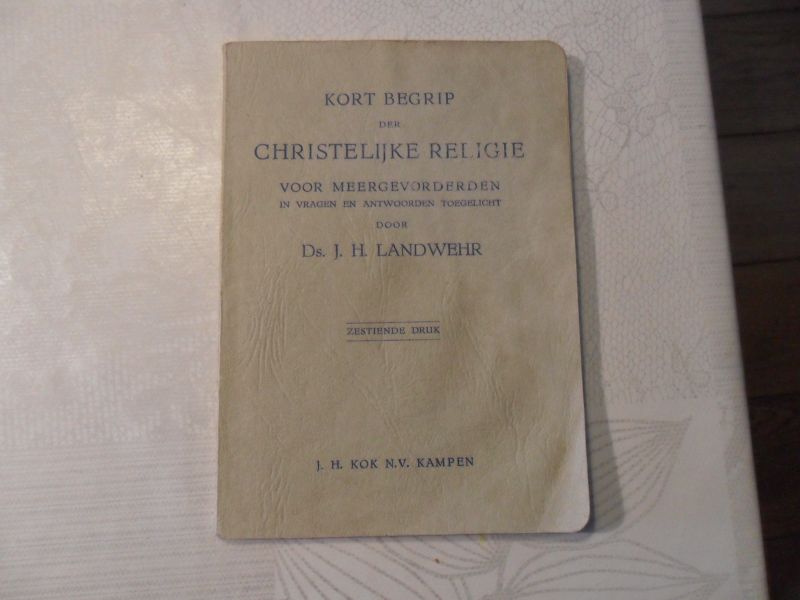 KORT BEGRIP
DER
CHRISTELIJKE RELIGIE
VOOR MEERGEVORDERDEN
IN VRAGEN EN ANTWOORDEN TOEGELICHT
DOOR
Ds. J. H. LANDWEHR
ZESTIENDE DRUK
J. H. KOK N.V. KAMPEN